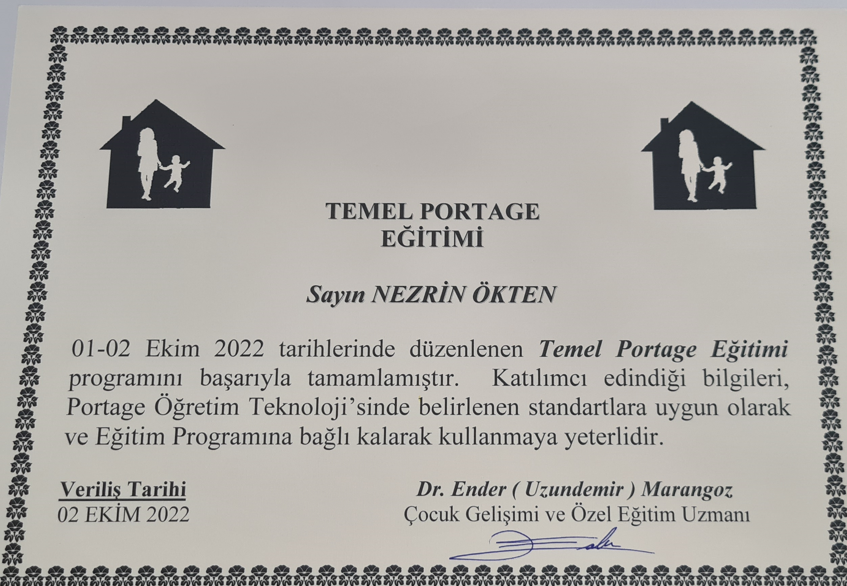 TEMEL PORTAGE
EĞİTİMİ
Sayın NEZRİN ÖKTEN
01-02 Ekim 2022 tarihlerinde düzenlenen Temel Portage Eğitimi
programını başarıyla tamamlamıştır. Katılımcı edindiği bilgileri,
Portage Öğretim Teknoloji’sinde belirlenen standartlara uygun olarak
ve Eğitim Programına bağlı kalarak kullanmaya yeterlidir.
Veriliş Tarihi
02 EKİM 2022
Dr. Ender ( Uzundemir ) Marangoz
Çocuk Gelişimi ve Özel Eğitim Uzmanı